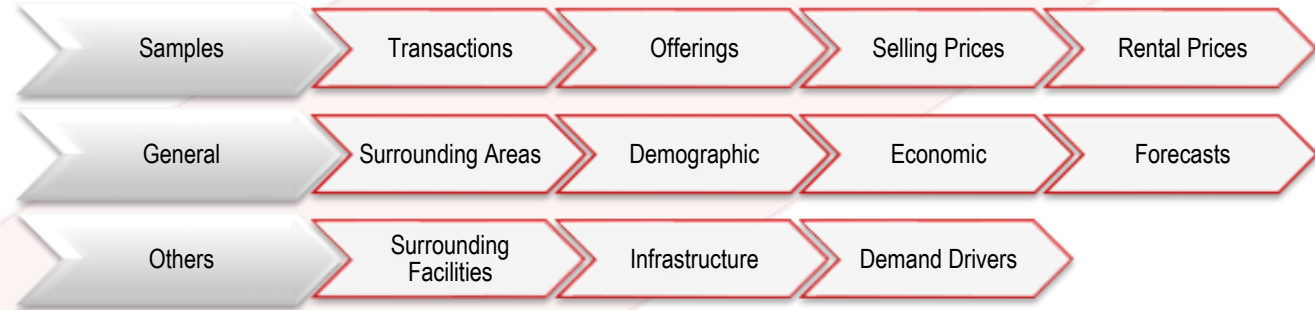 Samples
Transactions
Offerings
Selling Prices
Rental Prices
General
Surrounding Areas
Demographic
Economic
Forecasts
Others
Surrounding
Facilities
Infrastructure
Demand Drivers